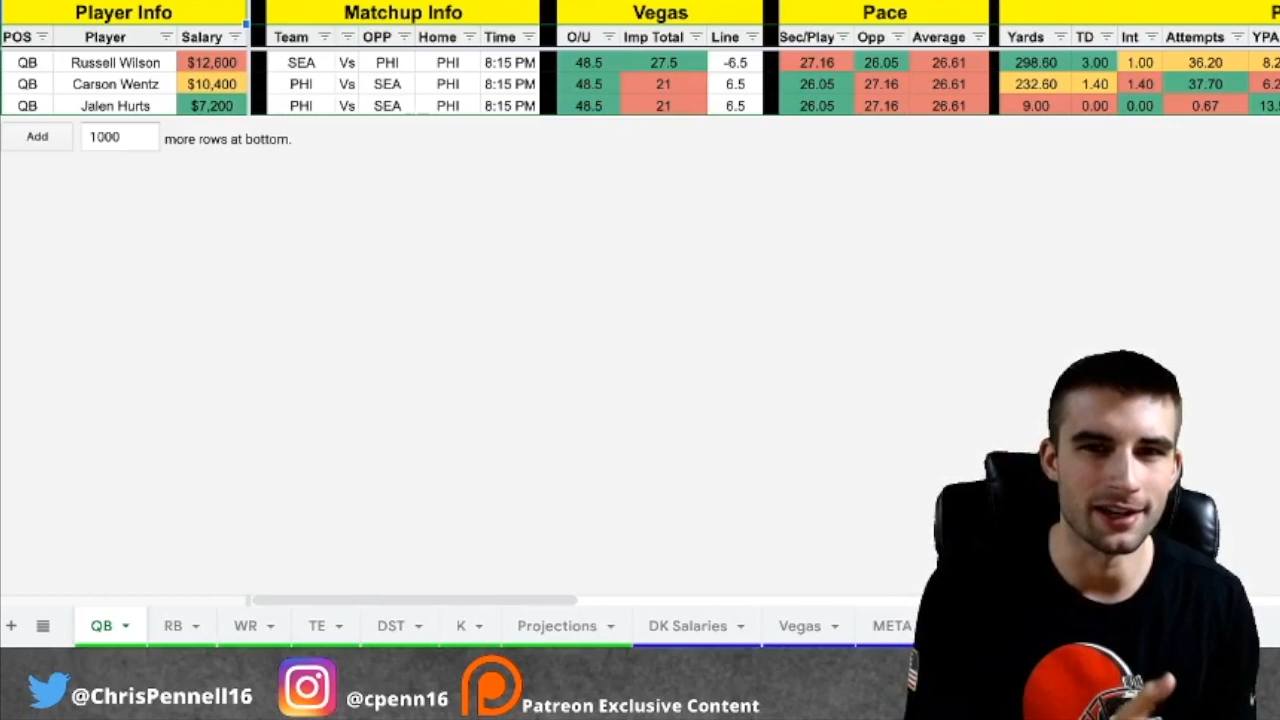 Player Info Matchup Info Vegas Pace P
POS Player Salary Team Vs OPP Home Time O/U Imp Total Line Sec/Play Opp Average Yards TD Int Attempts YPA
QB Russell Wilson $12,600 SEA Vs PHI PHI 8:15 PM 48.5 27.5 -6.5 27.16 26.05 26.61 298.60 3.00 1.00 36.20 8.2
QB Carson Wentz $10,400 PHI Vs SEA PHI 8:15 PM 48.5 21 6.5 26.05 27.16 26.61 232.60 1.40 1.40 37.70 6.2
QB Jalen Hurts $7,200 PHI Vs SEA PHI 8:15 PM 48.5 21 6.5 26.05 27.16 26.61 9.00 0.00 0.00 0.67 13.5
Add 1000 more rows at bottom.
+ QB RB WR TE DST K Projections DK Salaries Vegas META
@ChrisPennell16 @cpenn16 Patreon Exclusive Content